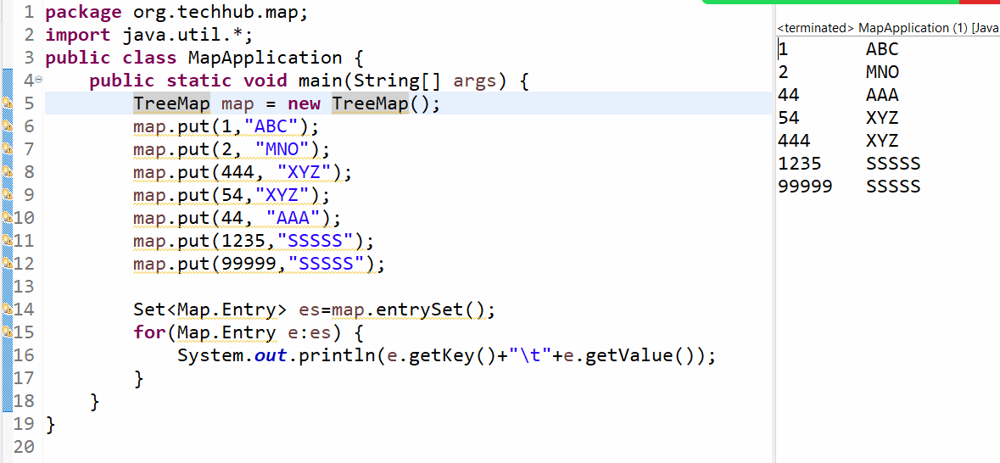 1 package org.techhub.map;
2 import java.util.*;
3 public class MapApplication {
4     public static void main(String[] args) {
5         TreeMap map = new TreeMap();
6         map.put(1,"ABC");
7         map.put(2, "MNO");
8         map.put(444, "XYZ");
9         map.put(54,"XYZ");
10         map.put(44, "AAA");
11         map.put(1235,"SSSSS");
12         map.put(99999,"SSSSS");
13
14         Set<Map.Entry> es=map.entrySet();
15         for(Map.Entry e:es) {
16             System.out.println(e.getKey()+"\t"+e.getValue());
17         }
18     }
19 }
20
<terminated> MapApplication (1) [Java
1 ABC
2 MNO
44 AAA
54 XYZ
444 XYZ
1235 SSSSS
99999 SSSSS